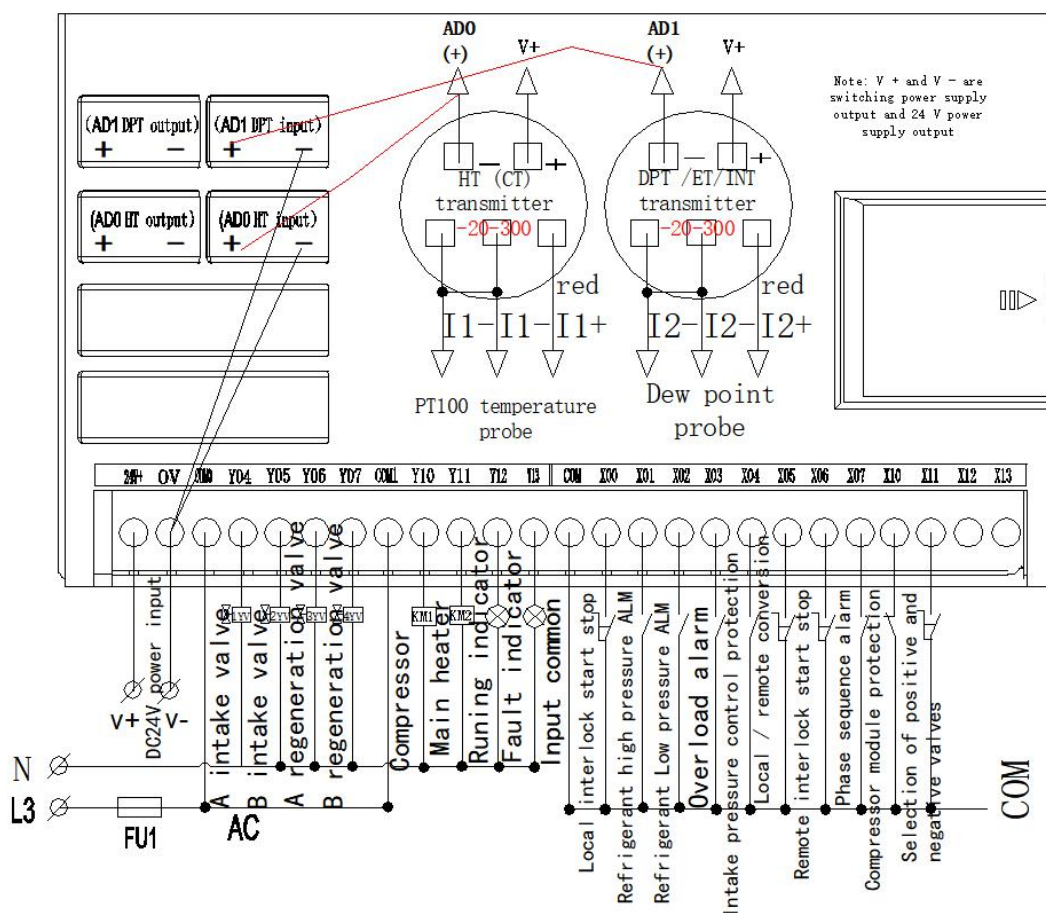 AD0
(+)
V+
AD1
(+)
V+
Note: V + and V - are
switching power supply
output and 24 V power
supply output
(AD1 DPT output)
+ -
(AD1 DPT input)
+ -
(AD0 HT output)
+ -
(AD0 HT input)
+ -
- +
HT (CT)
transmitter
-20-300
- +
DPT /ET/INT
transmitter
-20-300
red
I1-I1-I1+
red
I2-I2-I2+
PT100 temperature
probe
Dew point
probe
24V+ 0V COM0 Y04 Y05 Y06 Y07 COM1 Y10 Y11 Y12 Y13 COM X00 X01 X02 X03 X04 X05 X06 X07 X10 X11 X12 X13
1YV 2YV 3YV 4YV KM1 KM2
DC24V power input
V+ V-
A intake valve
B intake valve
A regeneration valve
B regeneration valve
Compressor
Main heater
Runing indicator
Fault indicator
Input common
Local interlock start stop
Refrigerant high pressure ALM
Refrigerant Low pressure ALM
Overload alarm
Intake pressure control protection
Local / remote conversion
Remote interlock start stop
Phase sequence alarm
Compressor module protection
Selection of positive and
negative valves
N
L3
FU1
AC
COM